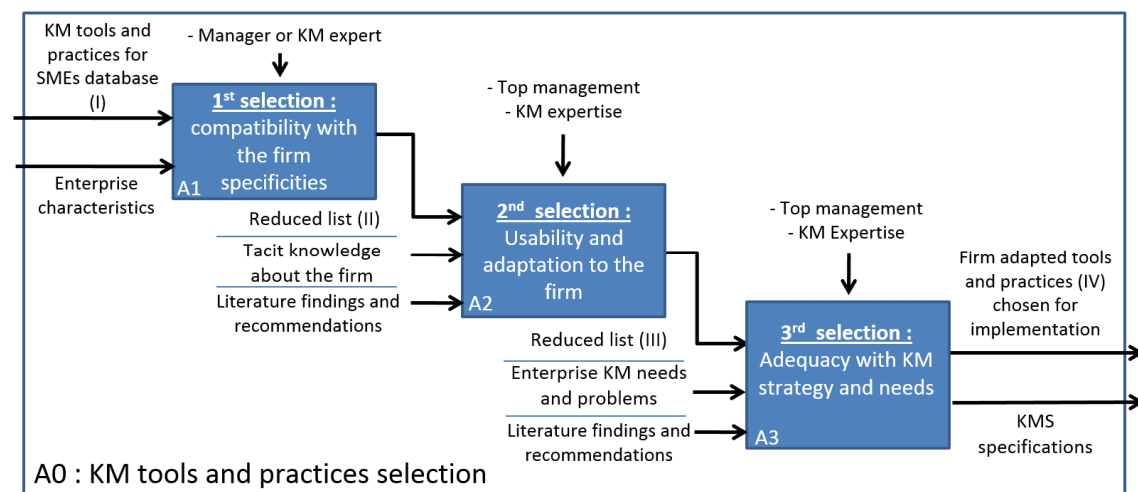 KM tools and
practices for
SMEs database
(I)
Enterprise
characteristics
- Manager or KM expert
1st selection :
compatibility with
the firm
specificities
A1
- Top management
- KM expertise
Reduced list (II)
Tacit knowledge
about the firm
Literature findings and
recommendations
2nd selection :
Usability and
adaptation to the
firm
A2
- Top management
- KM Expertise
Reduced list (III)
Enterprise KM needs
and problems
Literature findings and
recommendations
3rd selection :
Adequacy with KM
strategy and needs
A3
Firm adapted tools
and practices (IV)
chosen for
implementation
KMS
specifications
A0 : KM tools and practices selection